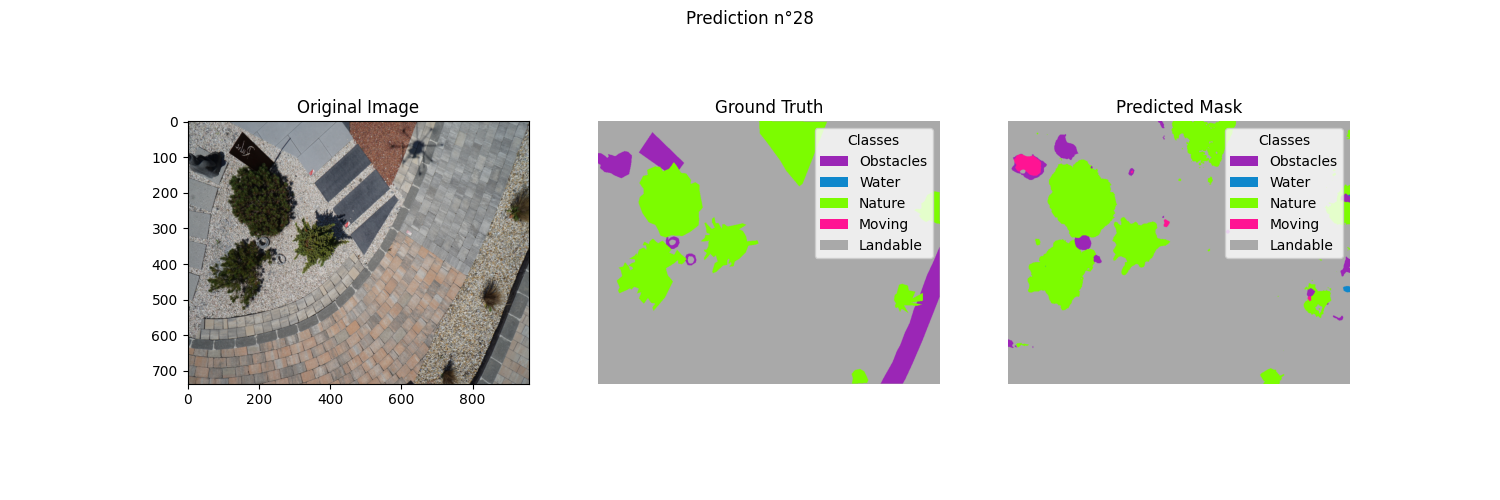 Prediction n°28
Original Image
Ground Truth
Predicted Mask
0
100
200
300
400
500
600
700
0
200
400
600
800
Classes
Obstacles
Water
Nature
Moving
Landable
Classes
Obstacles
Water
Nature
Moving
Landable